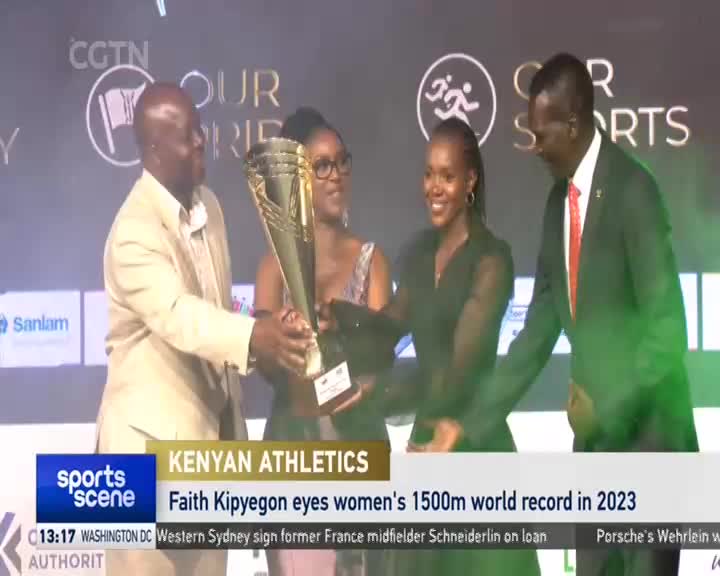 CGTN
OUR
PRID
OUR
SPORTS
Y
Sanlam
KENYAN ATHLETICS
sports
scene
Faith Kipyegon eyes women's 1500m world record in 2023
13:17 WASHINGTON DC
Western Sydney sign former France midfielder Schneiderlin on loan
Porsche's Wehrlein w
AUTHORIT